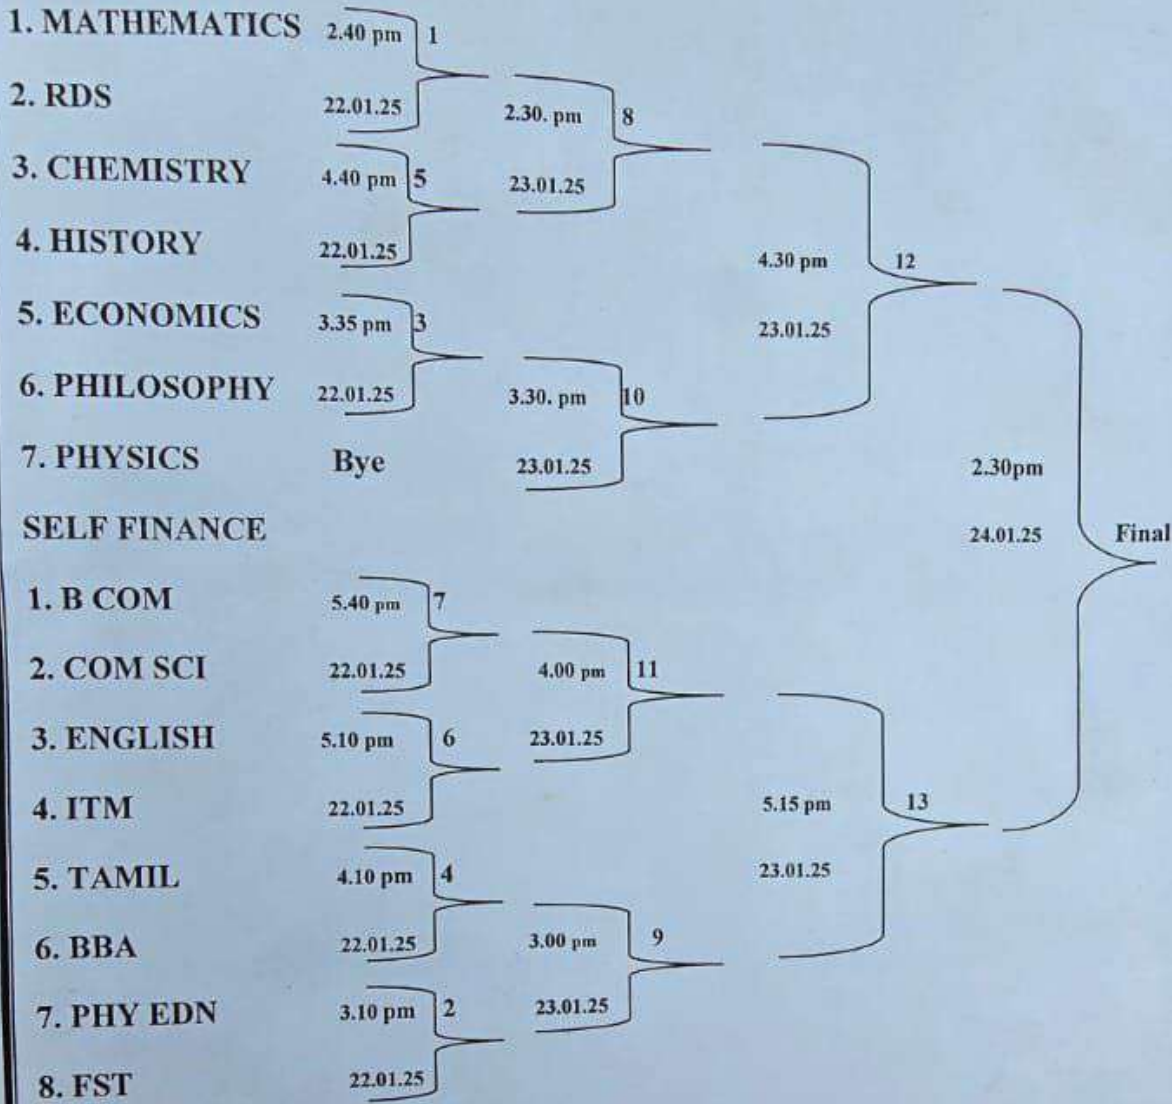 1. MATHEMATICS 2.40 pm 1
2. RDS 22.01.25 2.30. pm 8
3. CHEMISTRY 4.40 pm 5 23.01.25
4. HISTORY 22.01.25 4.30 pm 12
5. ECONOMICS 3.35 pm 3 23.01.25
6. PHILOSOPHY 22.01.25 3.30. pm 10
7. PHYSICS Bye 23.01.25 2.30pm
SELF FINANCE 24.01.25 Final
1. B COM 5.40 pm 7
2. COM SCI 22.01.25 4.00 pm 11
3. ENGLISH 5.10 pm 6 23.01.25
4. ITM 22.01.25 5.15 pm 13
5. TAMIL 4.10 pm 4 23.01.25
6. BBA 22.01.25 3.00 pm 9
7. PHY EDN 3.10 pm 2 23.01.25
8. FST 22.01.25